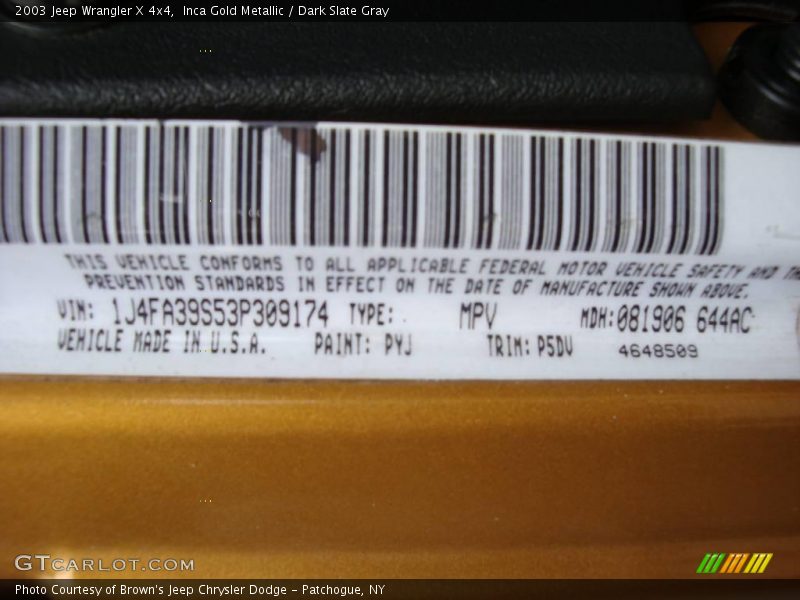 2003 Jeep Wrangler X 4x4,  Inca Gold Metallic / Dark Slate Gray
THIS VEHICLE CONFORMS TO ALL APPLICABLE FEDERAL MOTOR VEHICLE SAFETY AND
PREVENTION STANDARDS IN EFFECT ON THE DATE OF MANUFACTURE SHOWN ABOVE.
VIN: 1J4FA39S53P309174 TYPE: MPV MDH:081906 644AC
VEHICLE MADE IN U.S.A. PAINT: PYJ TRIM: P5DV 4648509
GTCARLOT.COM
Photo Courtesy of Brown's Jeep Chrysler Dodge - Patchogue, NY